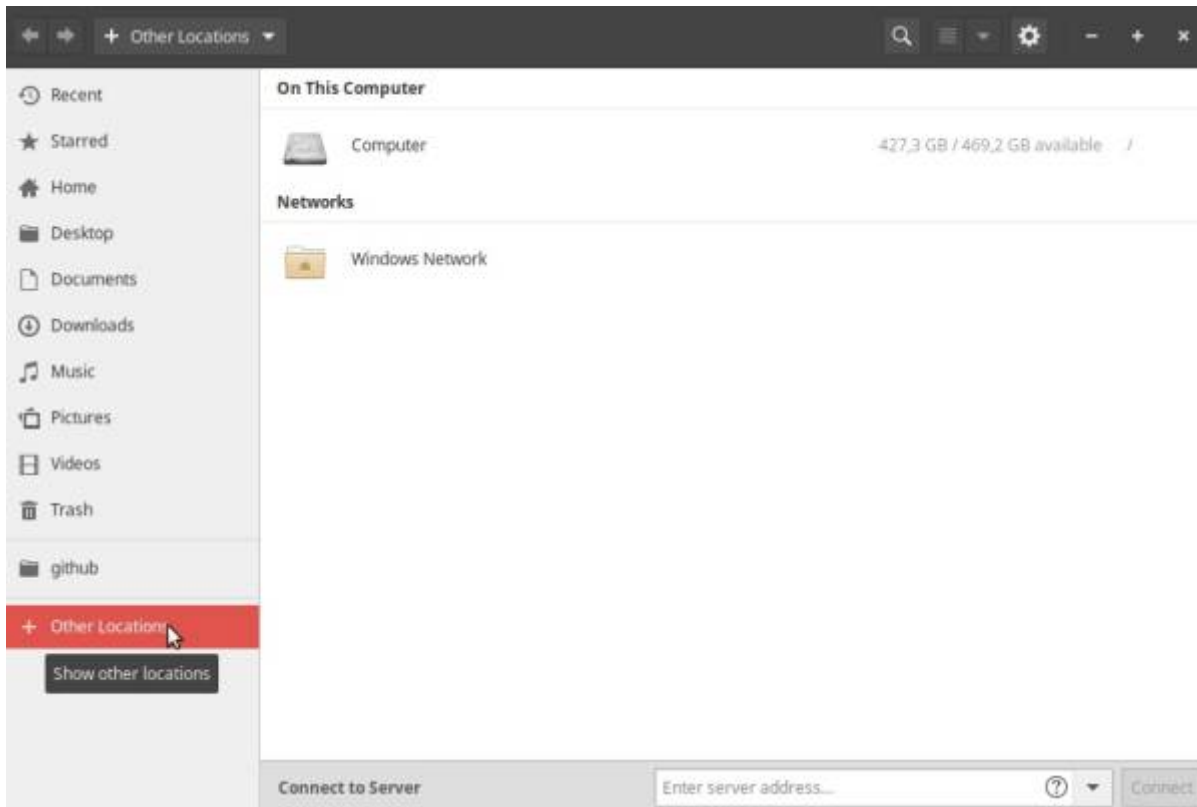 + Other Locations
Recent
Starred
Home
Desktop
Documents
Downloads
Music
Pictures
Videos
Trash
github
+ Other Locations
Show other locations
On This Computer
Computer 427,3 GB / 469,2 GB available /
Networks
Windows Network
Connect to Server Enter server address... Connect